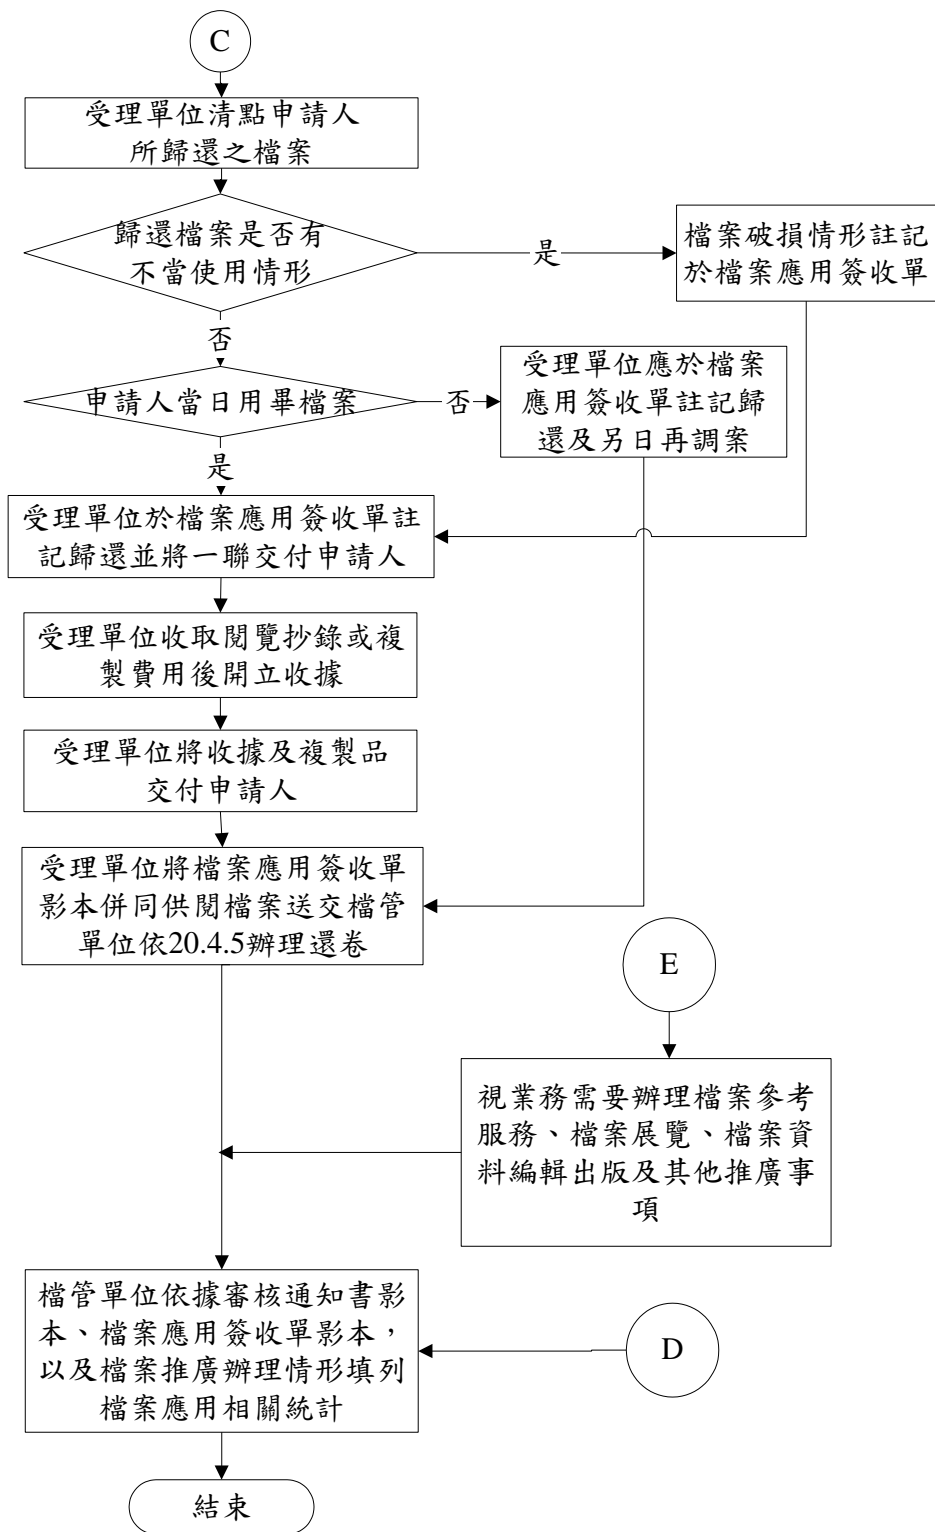 C
受理單位清點申請人
所歸還之檔案
歸還檔案是否有
不當使用情形
是
檔案破損情形註記
於檔案應用簽收單
否
申請人當日用畢檔案
否
受理單位應於檔案
應用簽收單註記歸
還及另日再調案
是
受理單位於檔案應用簽收單註
記歸還並將一聯交付申請人
受理單位收取閱覽抄錄或複
製費用後開立收據
受理單位將收據及複製品
交付申請人
受理單位將檔案應用簽收單
影本併同供閱檔案送交檔管
單位依20.4.5辦理還卷
E
視業務需要辦理檔案參考
服務、檔案展覽、檔案資
料編輯出版及其他推廣事
項
檔管單位依據審核通知書影
本、檔案應用簽收單影本，
以及檔案推廣辦理情形填列
檔案應用相關統計
D
結束